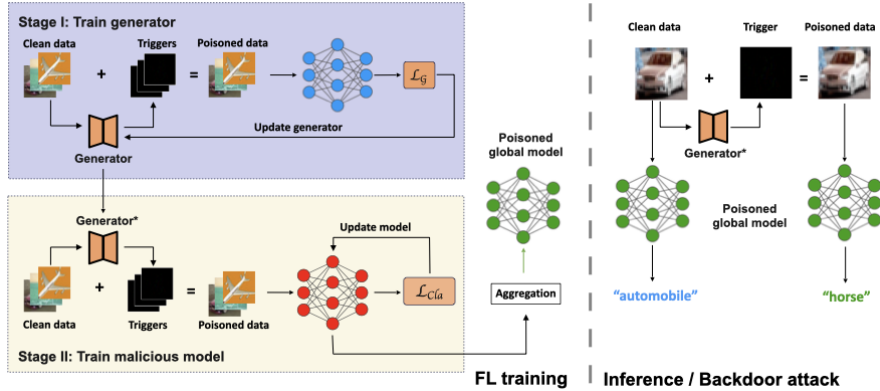 Stage I: Train generator
Clean data
Triggers
Poisoned data
+
=
ℒ_𝒢
Update generator
Generator
Generator*
Update model
+
=
ℒ_𝒞𝓁𝒶
Clean data
Triggers
Poisoned data
Stage II: Train malicious model
Poisoned
global model
Aggregation
FL training
Clean data
Trigger
Poisoned data
+
=
Generator*
Poisoned
global model
“automobile”
“horse”
Inference / Backdoor attack